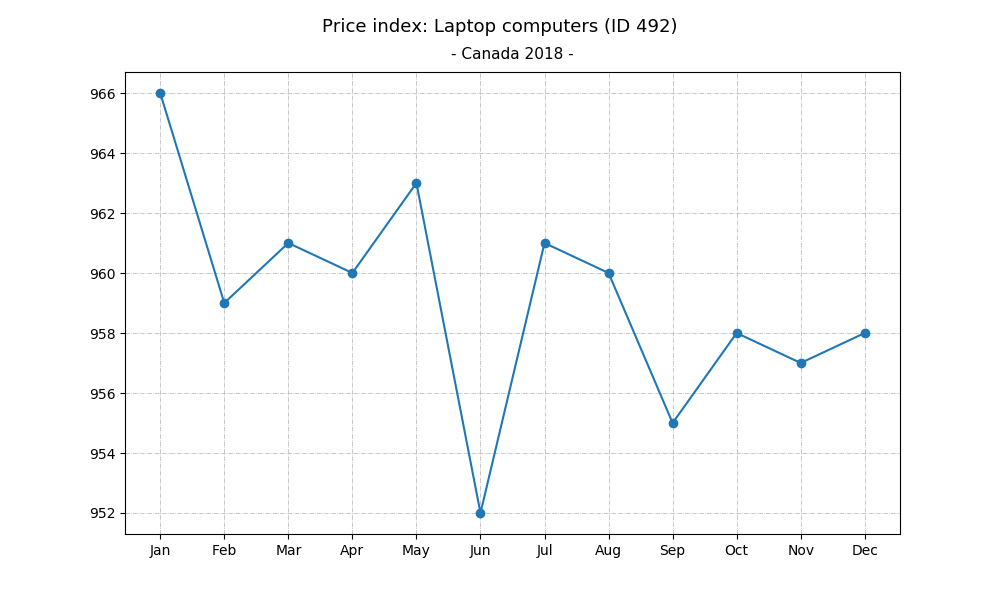 Price index: Laptop computers (ID 492)
- Canada 2018 -
966
964
962
960
958
956
954
952
Jan Feb Mar Apr May Jun Jul Aug Sep Oct Nov Dec